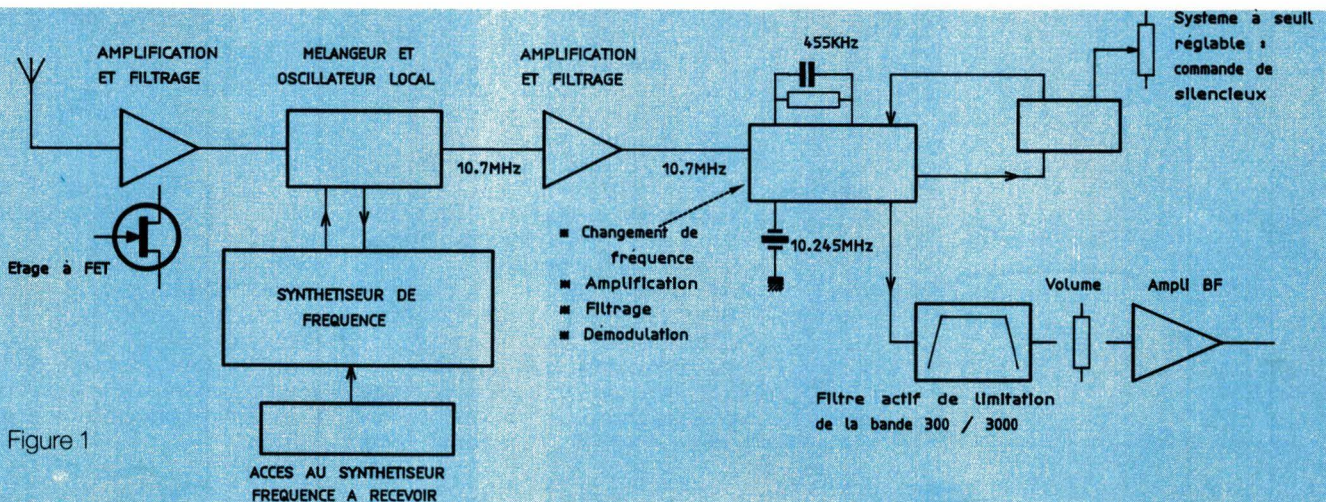 AMPLIFICATION
ET FILTRAGE
MELANGEUR ET
OSCILLATEUR LOCAL
AMPLIFICATION
ET FILTRAGE
455KHz
Systeme à seuil
réglable :
commande de
silencieux
10.7MHz
10.7MHz
Etage à FET
SYNTHETISEUR DE
FREQUENCE
Changement de
fréquence
Amplification
Filtrage
Démodulation
10.245MHz
Volume
Ampli BF
Filtre actif de limitation
de la bande 300 / 3000
Figure 1
ACCES AU SYNTHETISEUR
FREQUENCE A RECEVOIR